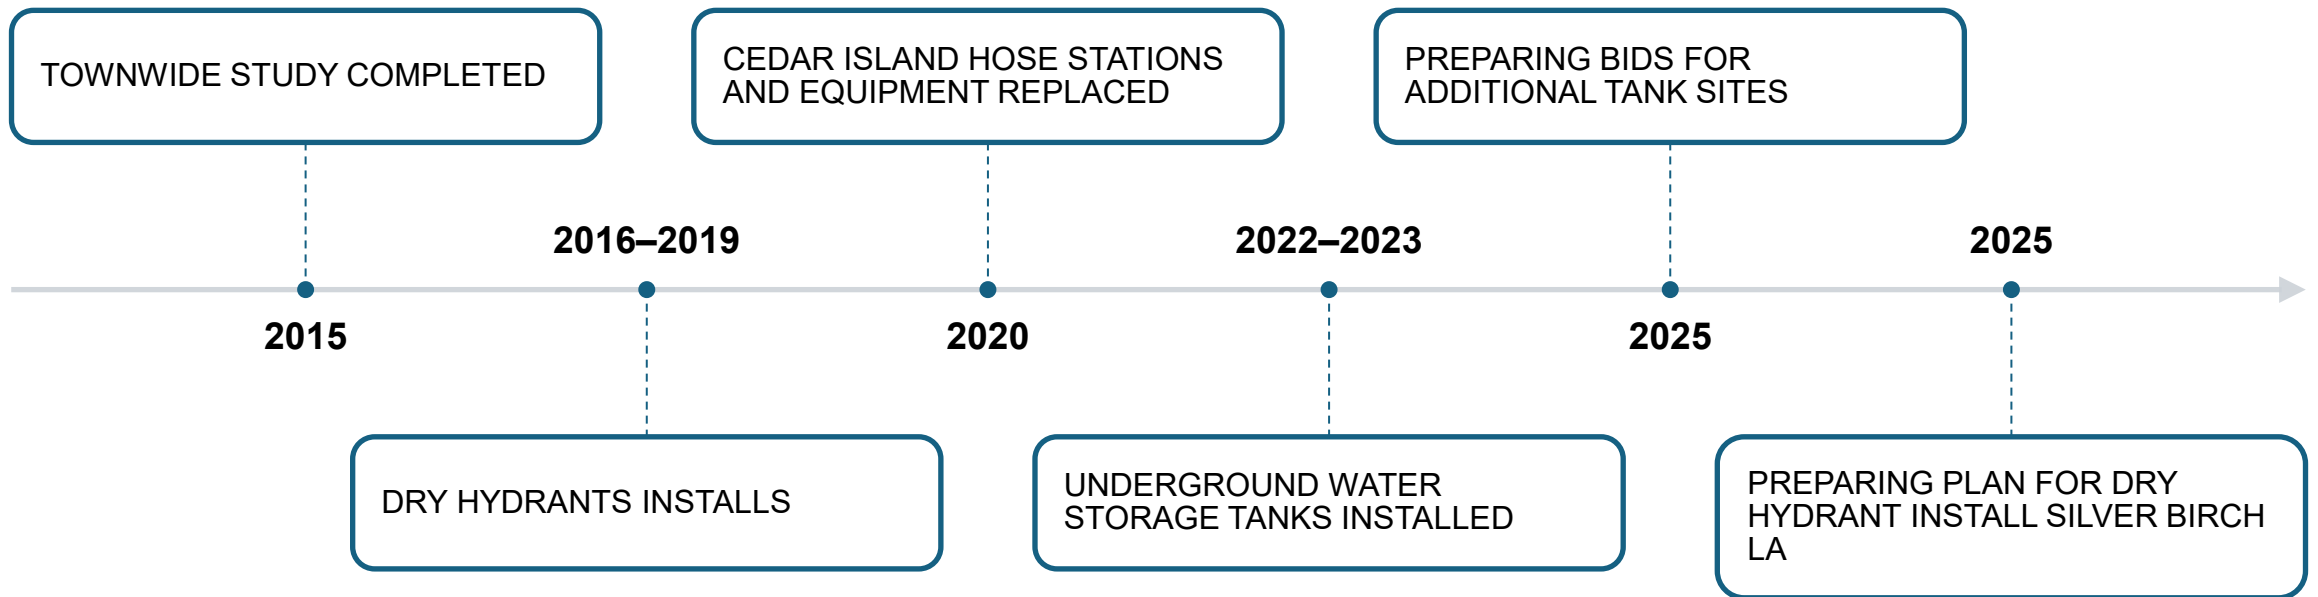 TOWNWIDE STUDY COMPLETED
2015
2016–2019
DRY HYDRANTS INSTALLS
CEDAR ISLAND HOSE STATIONS
AND EQUIPMENT REPLACED
2020
2022–2023
UNDERGROUND WATER
STORAGE TANKS INSTALLED
PREPARING BIDS FOR
ADDITIONAL TANK SITES
2025
2025
PREPARING PLAN FOR DRY
HYDRANT INSTALL SILVER BIRCH
LA